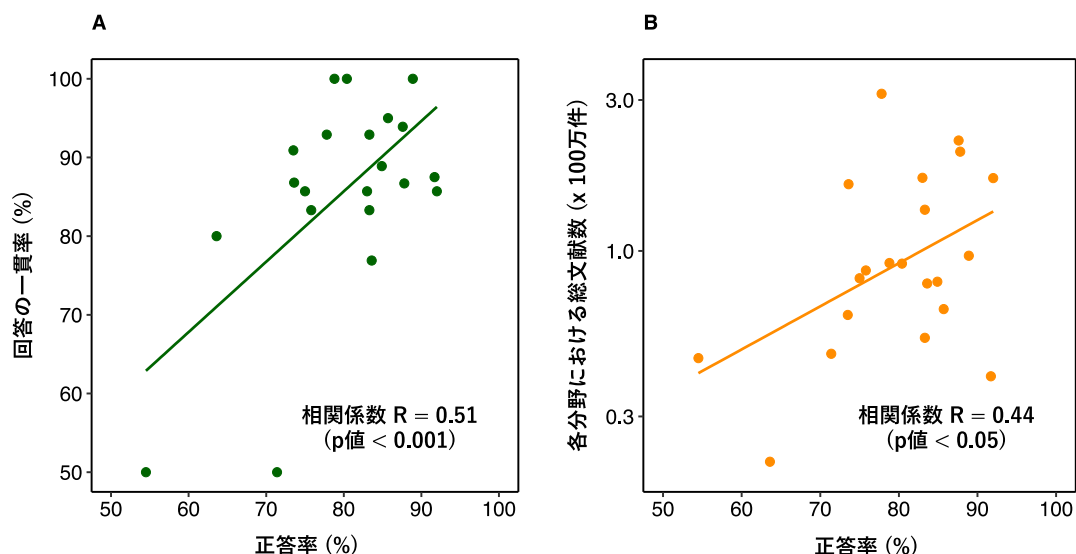 A
回答の一貫率 (%)
100
90
80
70
60
50
相関係数 R = 0.51
(p値 < 0.001)
50 60 70 80 90 100
正答率 (%)
B
各分野における総文献数 (x 100万件)
3.0
1.0
0.3
相関係数 R = 0.44
(p値 < 0.05)
50 60 70 80 90 100
正答率 (%)